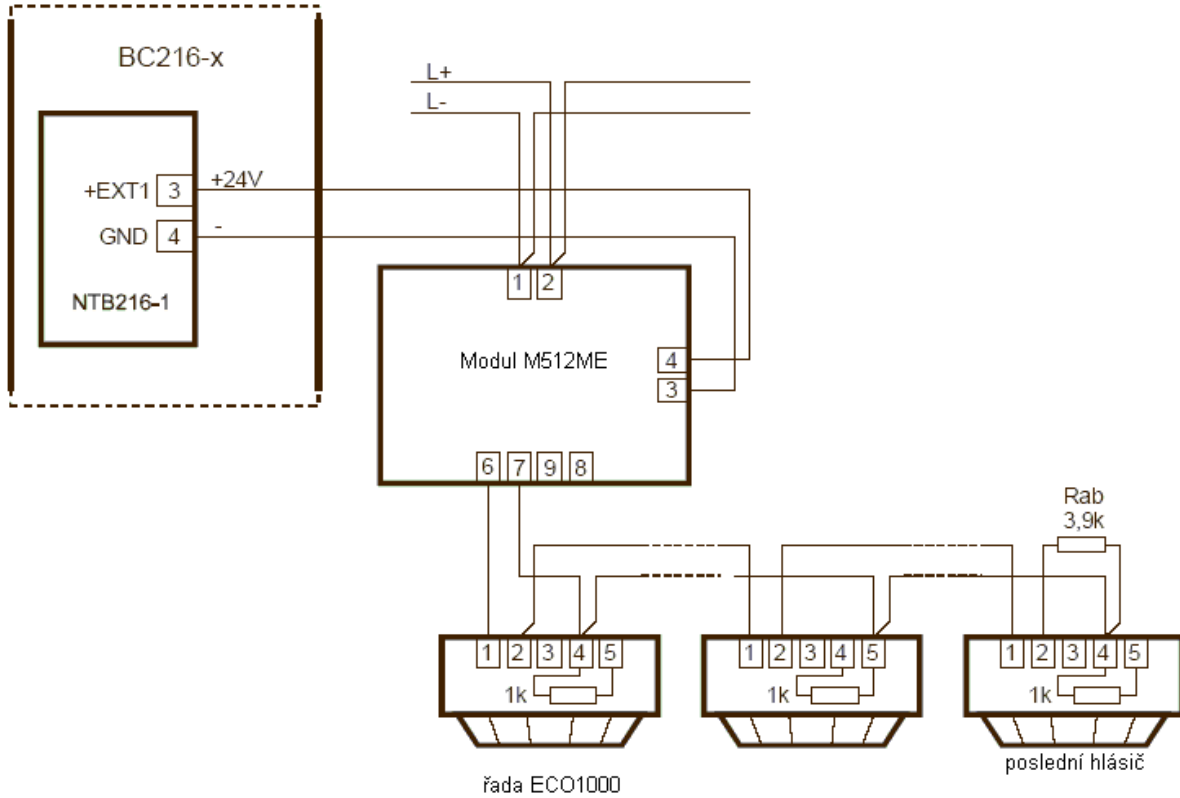 BC216-x
L+
L-
+EXT1 3 +24V
GND 4 -
NTB216-1
1 2
Modul M512ME
4
3
6 7 9 8
Rab
3,9k
1 2 3 4 5
1k
1 2 3 4 5
1k
1 2 3 4 5
1k
řada ECO1000
poslední hlásič